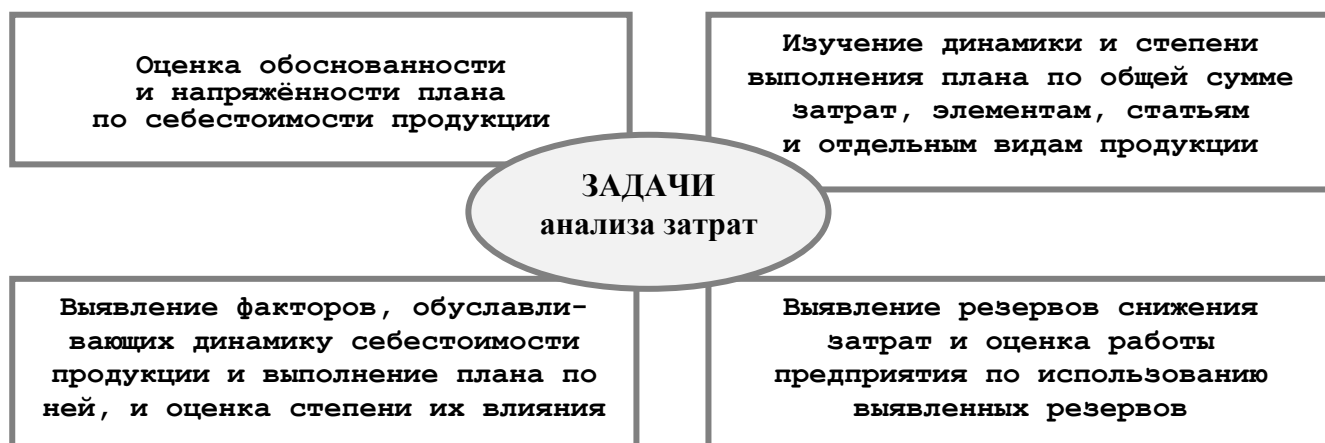 Оценка обоснованности
и напряжённости плана
по себестоимости продукции
Изучение динамики и степени
выполнения плана по общей сумме
затрат, элементам, статьям
и отдельным видам продукции
ЗАДАЧИ
анализа затрат
Выявление факторов, обуславли-
вающих динамику себестоимости
продукции и выполнение плана по
ней, и оценка степени их влияния
Выявление резервов снижения
затрат и оценка работы
предприятия по использованию
выявленных резервов